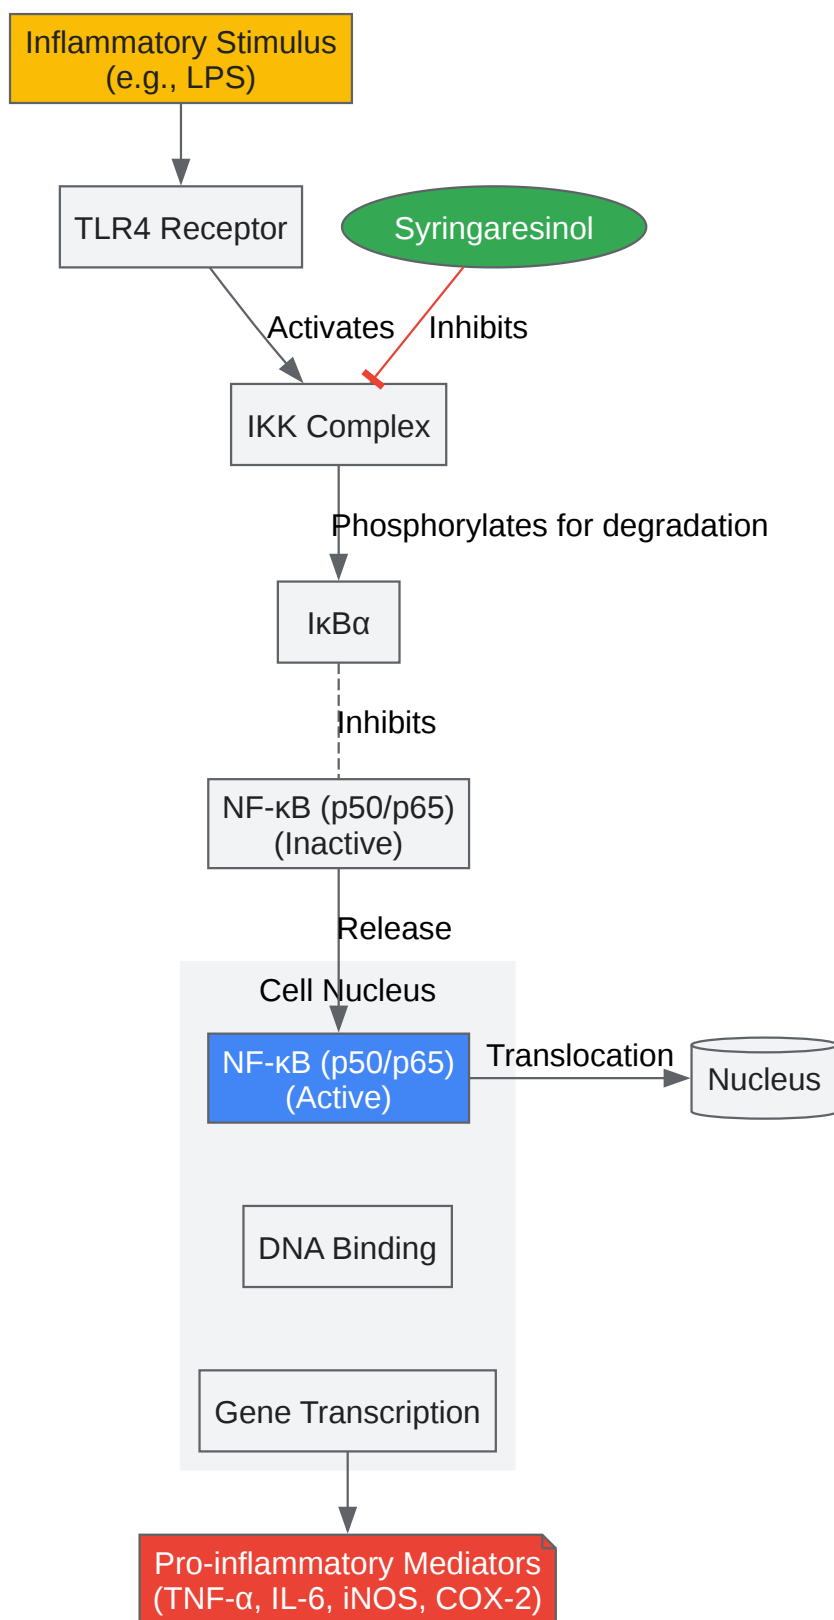 Inflammatory Stimulus
(e.g., LPS)
TLR4 Receptor
Syringaresinol
Activates
Inhibits
IKK Complex
Phosphorylates for degradation
IκBα
Inhibits
NF-κB (p50/p65)
(Inactive)
Release
Cell Nucleus
NF-κB (p50/p65)
(Active)
Translocation
Nucleus
DNA Binding
Gene Transcription
Pro-inflammatory Mediators
(TNF-α, IL-6, iNOS, COX-2)